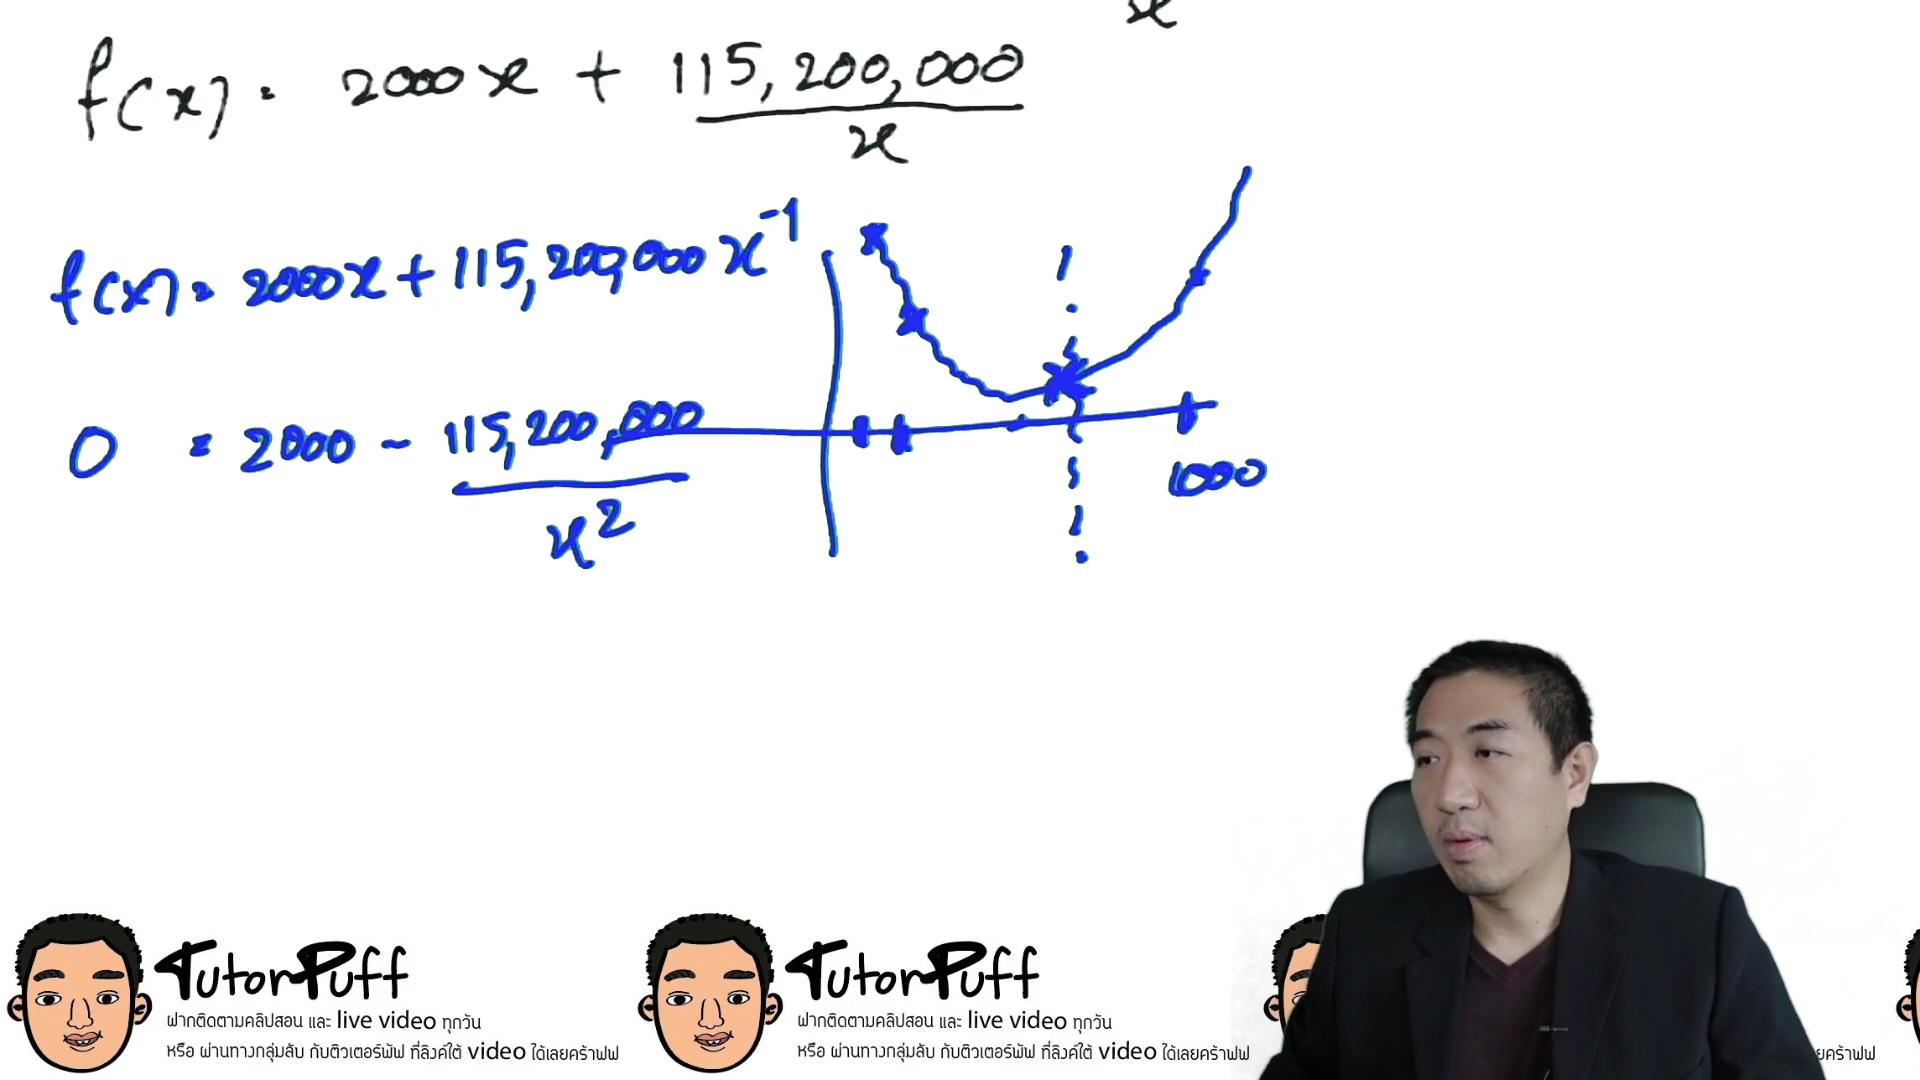 x
f(x) = 2000x + 115,200,000
x
f(x) = 2000x + 115,200,000 x⁻¹
0 = 2000 - 115,200,000
x²
1000
TutorPuff
ฝากติดตามคลิปสอน และ live video ทุกวัน
หรือ ผ่านทางกลุ่มลับ กับติวเตอร์พัฟ ที่ลิงค์ใต้ video ได้เลยคร้าฟฟ
TutorPuff
ฝากติดตามคลิปสอน และ live video ทุกวัน
หรือ ผ่านทางกลุ่มลับ กับติวเตอร์พัฟ ที่ลิงค์ใต้ video ได้เลยคร้าฟฟ
ยคร้าฟฟ